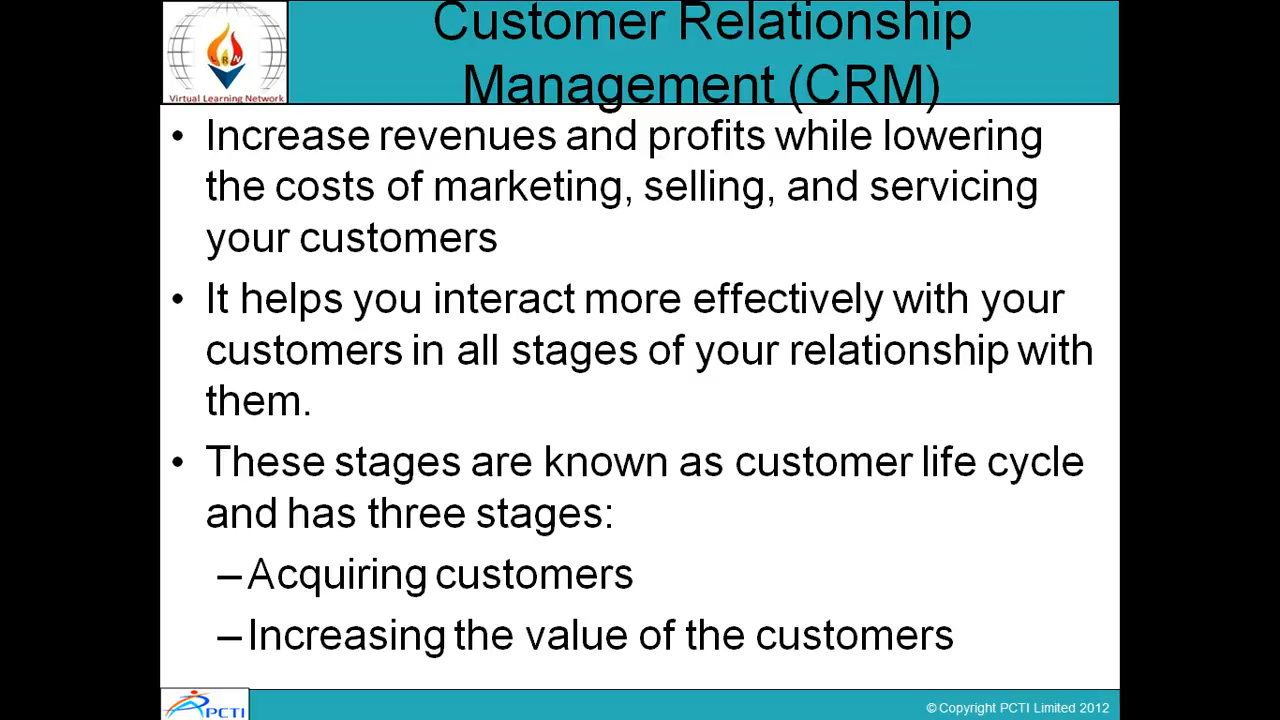 Customer Relationship
Management (CRM)
LRN
Virtual Learning Network
• Increase revenues and profits while lowering
the costs of marketing, selling, and servicing
your customers
• It helps you interact more effectively with your
customers in all stages of your relationship with
them.
• These stages are known as customer life cycle
and has three stages:
– Acquiring customers
– Increasing the value of the customers
PCTI
© Copyright PCTI Limited 2012